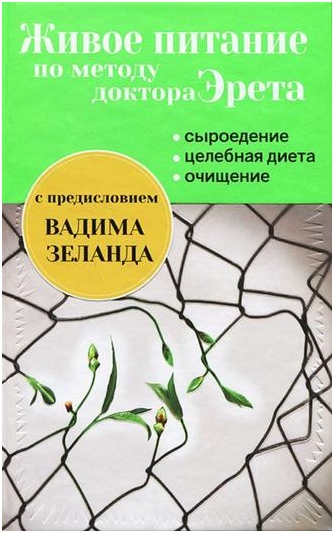 Живое питание
по методу
доктора Эрета
• сыроедение
• целебная диета
• очищение
с предисловием
ВАДИМА
ЗЕЛАНДА